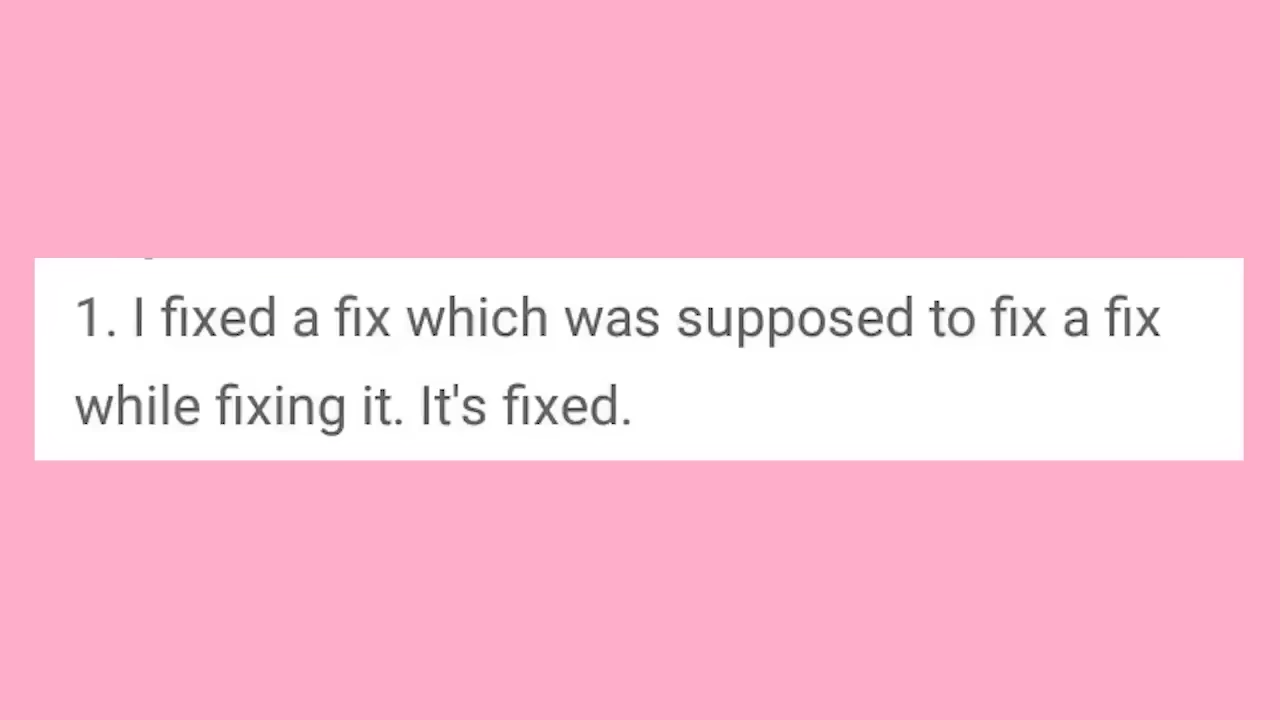 1. I fixed a fix which was supposed to fix a fix
while fixing it. It's fixed.